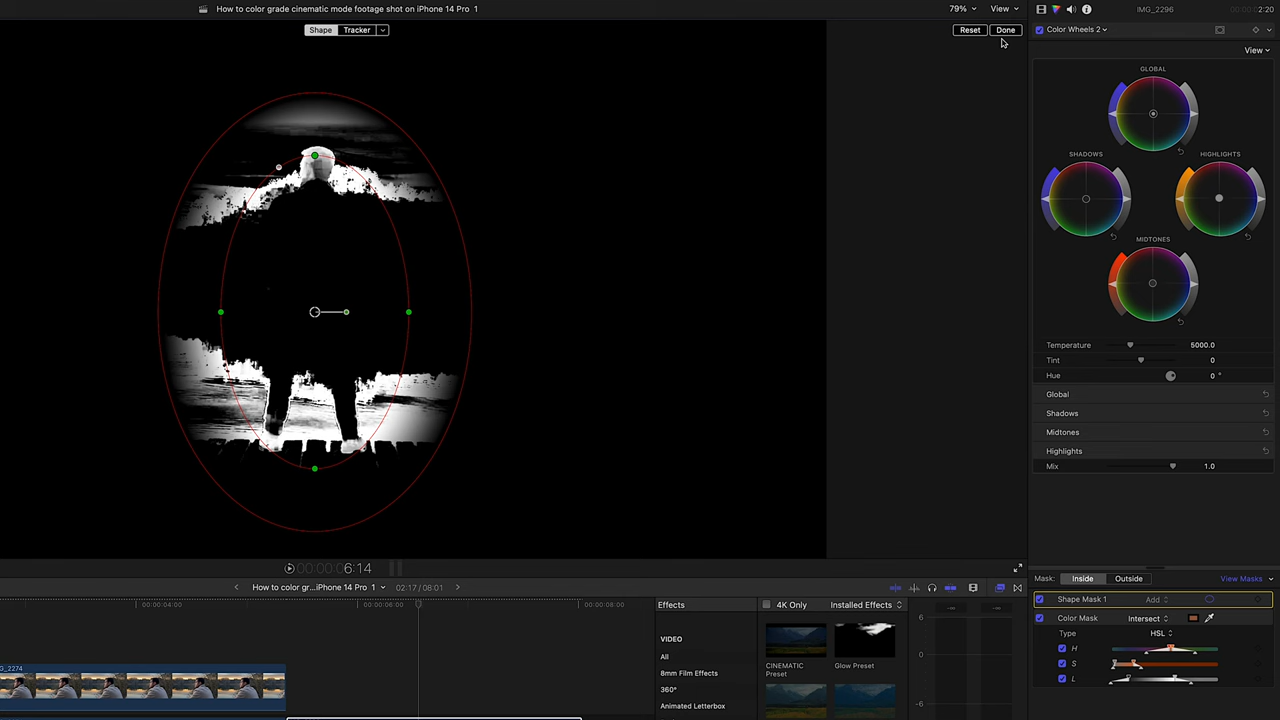 How to color grade cinematic mode footage shot on iPhone 14 Pro 1
79% View
IMG_2296
2:20
Shape Tracker
Reset Done
Color Wheels 2
View
GLOBAL
SHADOWS
HIGHLIGHTS
MIDTONES
Temperature 5000.0
Tint 0
Hue 0 °
Global
Shadows
Midtones
Highlights
Mix 1.0
6:14
How to color gr...iPhone 14 Pro 1 02:17 / 08:01
Mask: Inside Outside View Masks
Shape Mask 1 Add
Color Mask Intersect
Type HSL
H
S
L
00:00:04:00 00:00:06:00 00:00:08:00
Effects 4K Only Installed Effects
VIDEO
All
8mm Film Effects
360°
Animated Letterbox
CINEMATIC Preset
Glow Preset
6
0
-6
G_2274